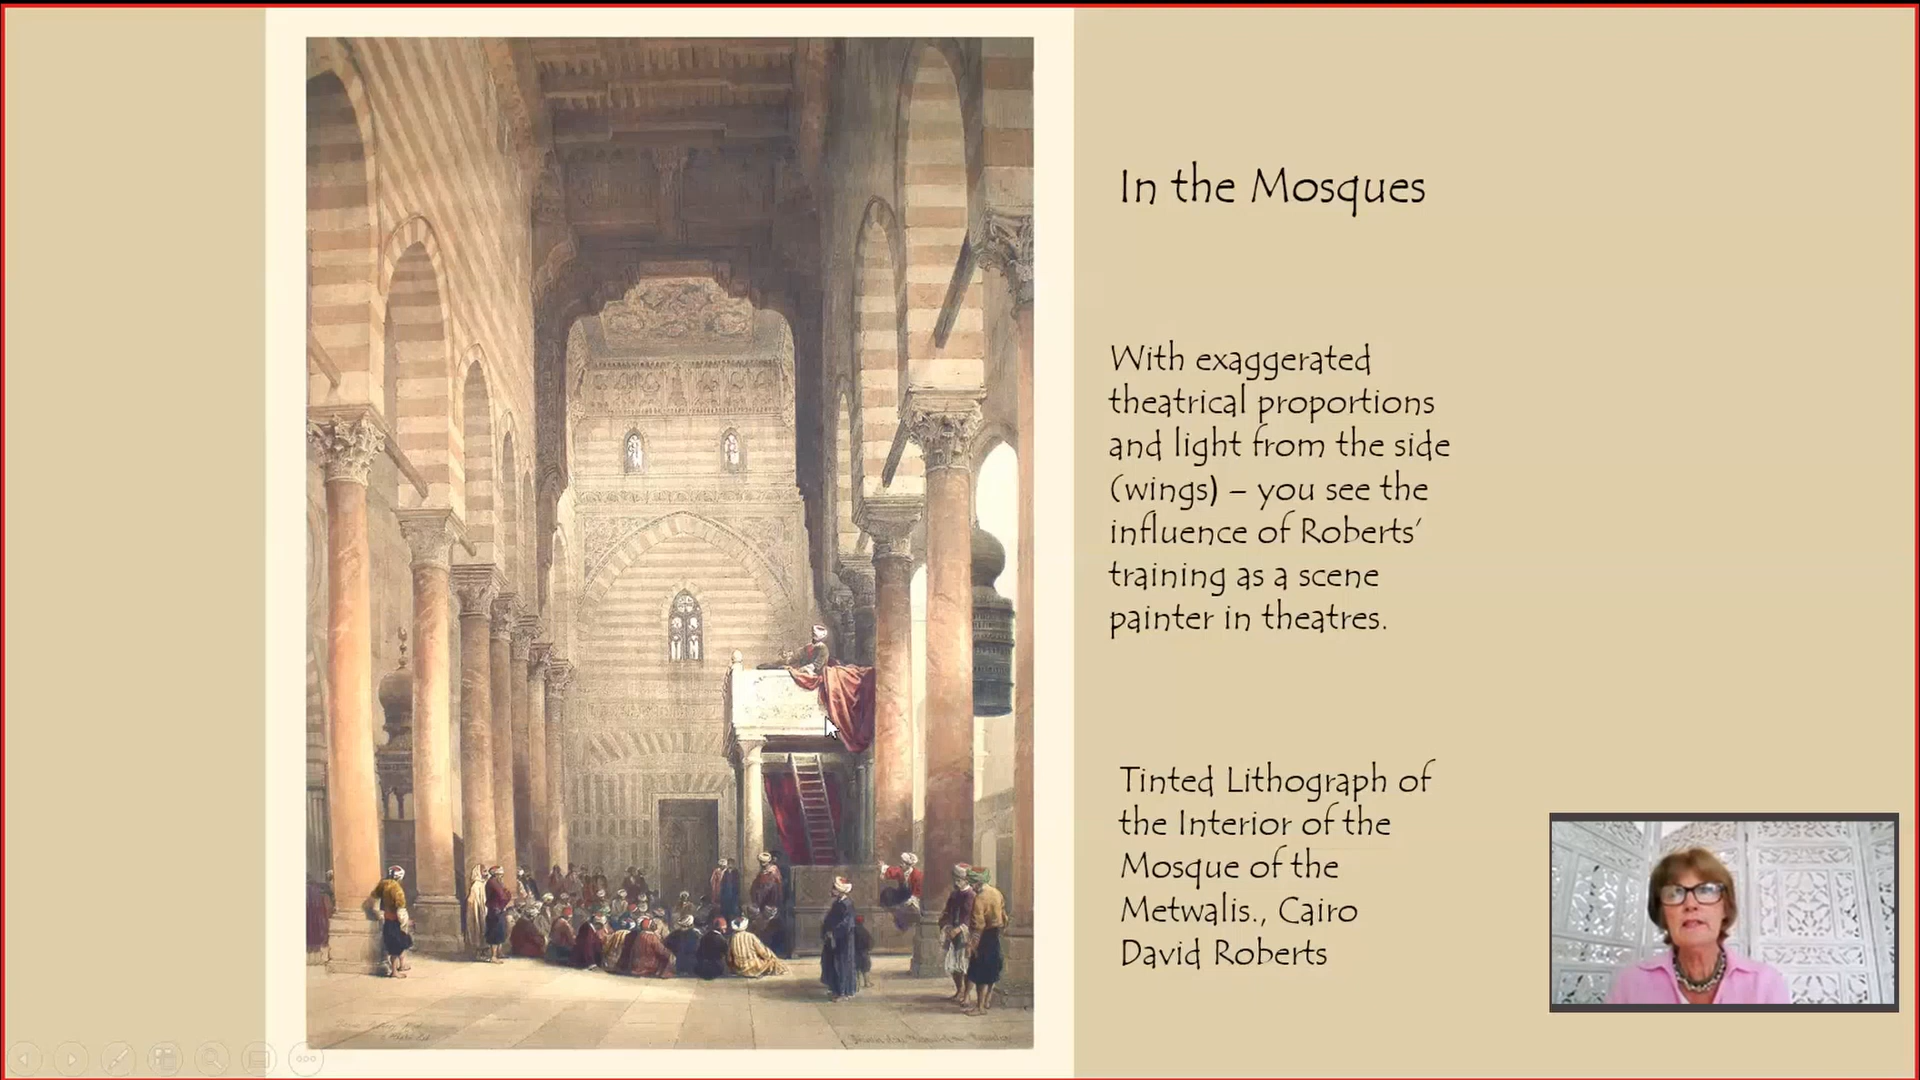 In the Mosques
With exaggerated
theatrical proportions
and light from the side
(wings) – you see the
influence of Roberts’
training as a scene
painter in theatres.
Tinted Lithograph of
the Interior of the
Mosque of the
Metwalis., Cairo
David Roberts